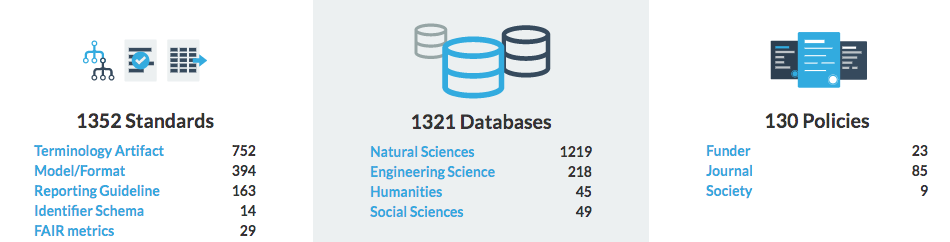 1352 Standards
Terminology Artifact 752
Model/Format 394
Reporting Guideline 163
Identifier Schema 14
FAIR metrics 29
1321 Databases
Natural Sciences 1219
Engineering Science 218
Humanities 45
Social Sciences 49
130 Policies
Funder 23
Journal 85
Society 9